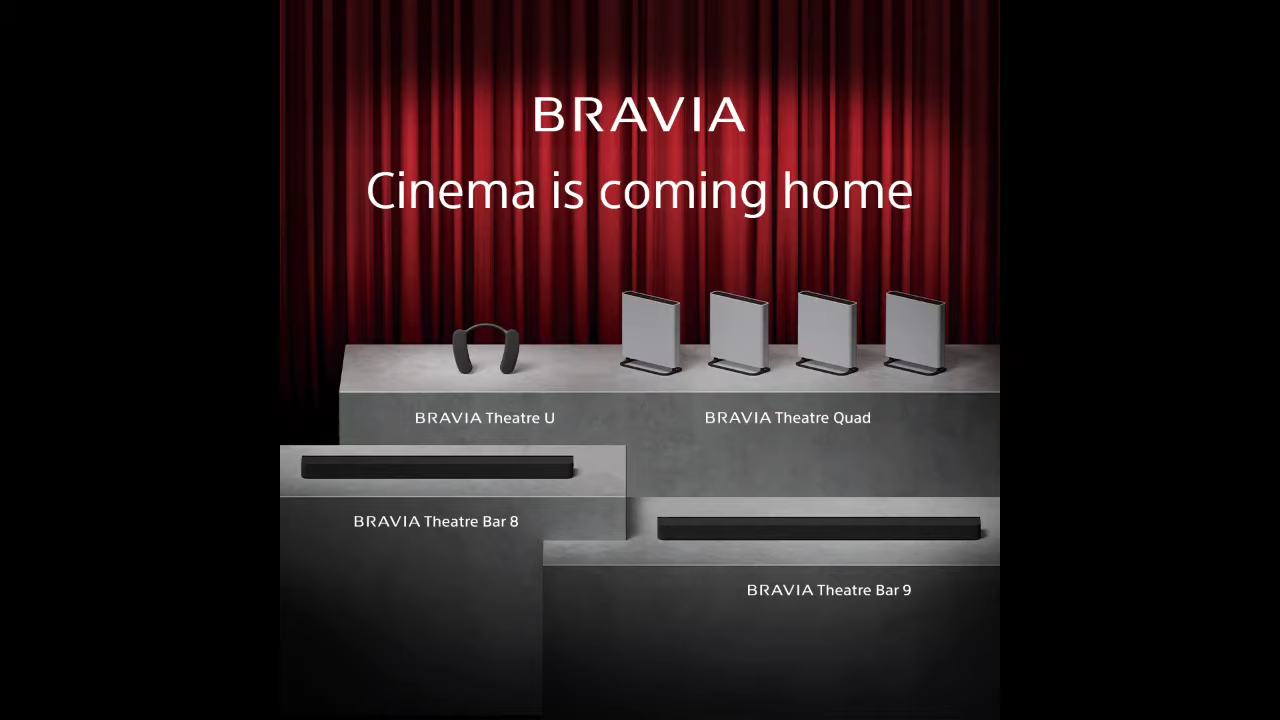 BRAVIA
Cinema is coming home
BRAVIA Theatre U
BRAVIA Theatre Quad
BRAVIA Theatre Bar 8
BRAVIA Theatre Bar 9